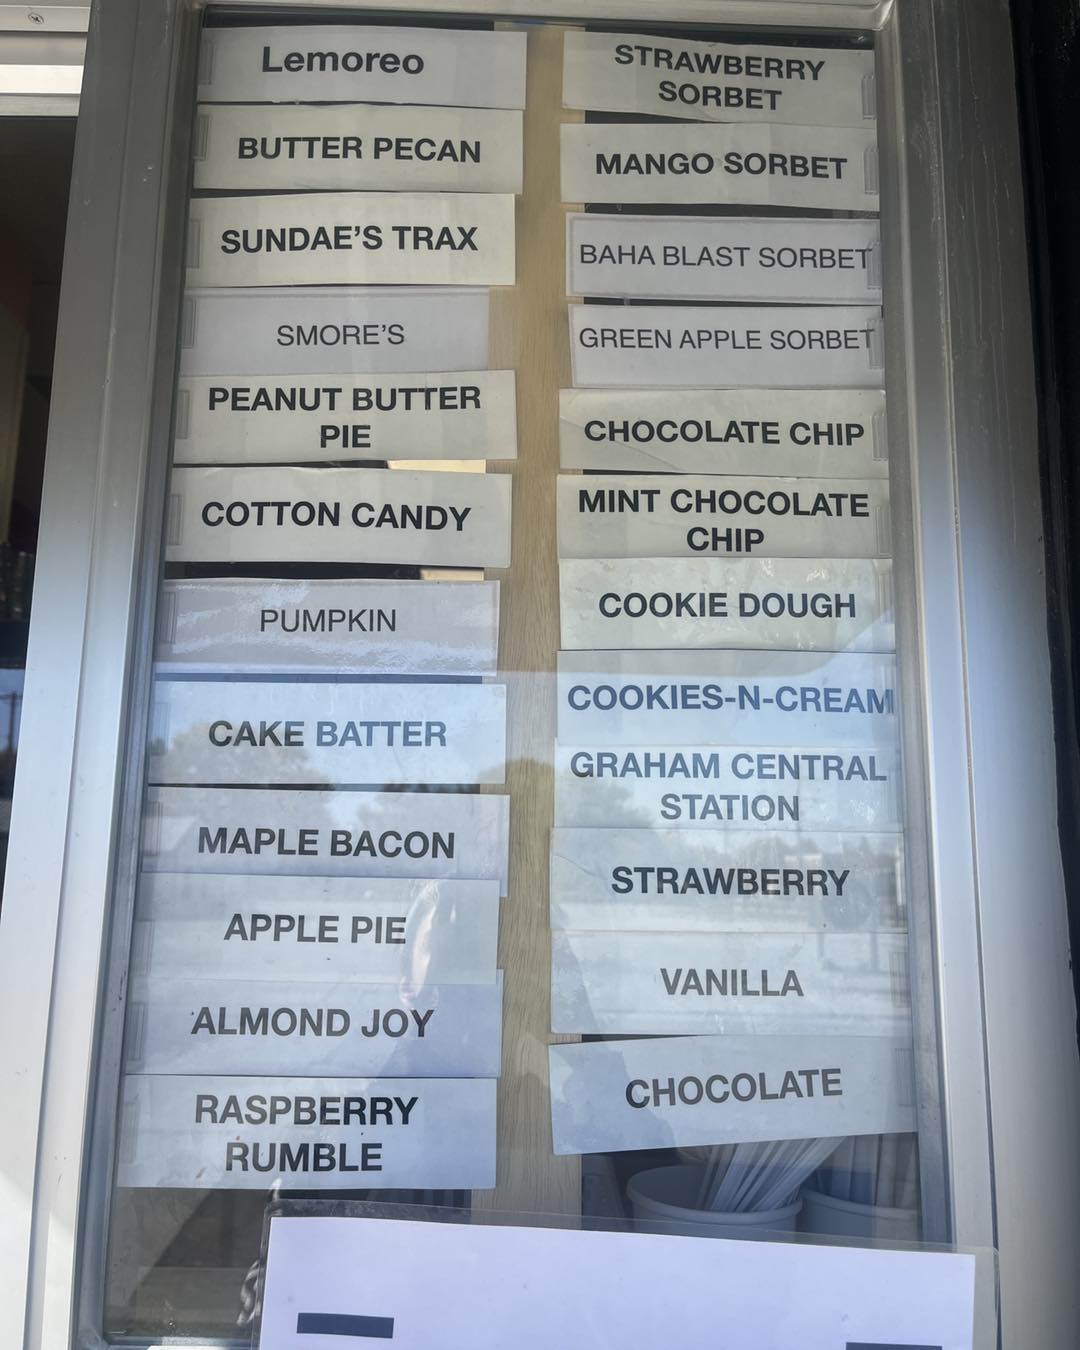 Lemoreo
BUTTER PECAN
SUNDAE'S TRAX
SMORE'S
PEANUT BUTTER
PIE
COTTON CANDY
PUMPKIN
CAKE BATTER
MAPLE BACON
APPLE PIE
ALMOND JOY
RASPBERRY
RUMBLE
STRAWBERRY
SORBET
MANGO SORBET
BAHA BLAST SORBET
GREEN APPLE SORBET
CHOCOLATE CHIP
MINT CHOCOLATE
CHIP
COOKIE DOUGH
COOKIES-N-CREAM
GRAHAM CENTRAL
STATION
STRAWBERRY
VANILLA
CHOCOLATE